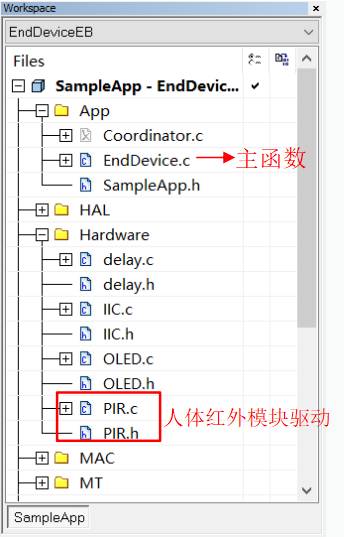 Workspace
EndDeviceEB
Files
SampleApp - EndDevic...
App
Coordinator.c
EndDevice.c 主函数
SampleApp.h
HAL
Hardware
delay.c
delay.h
IIC.c
IIC.h
OLED.c
OLED.h
PIR.c
人体红外模块驱动
PIR.h
MAC
MT
SampleApp